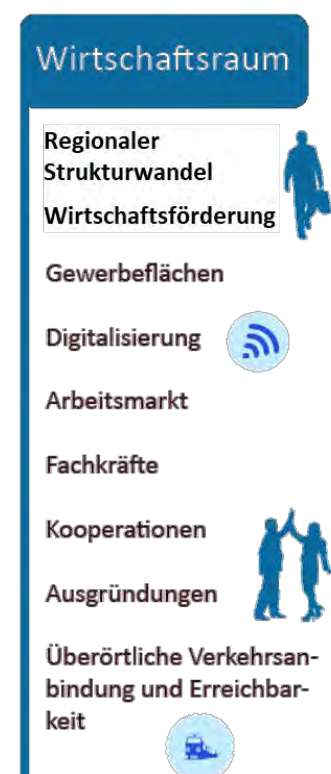 Wirtschaftsraum
Regionaler
Strukturwandel
Wirtschaftsförderung
Gewerbeflächen
Digitalisierung
Arbeitsmarkt
Fachkräfte
Kooperationen
Ausgründungen
Überörtliche Verkehrsan-
bindung und Erreichbar-
keit